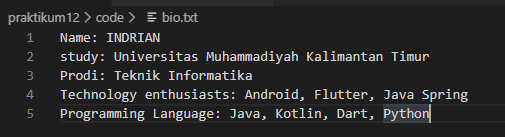 praktikum12 > code > bio.txt
1 Name: INDRIAN
2 study: Universitas Muhammadiyah Kalimantan Timur
3 Prodi: Teknik Informatika
4 Technology enthusiasts: Android, Flutter, Java Spring
5 Programming Language: Java, Kotlin, Dart, Python